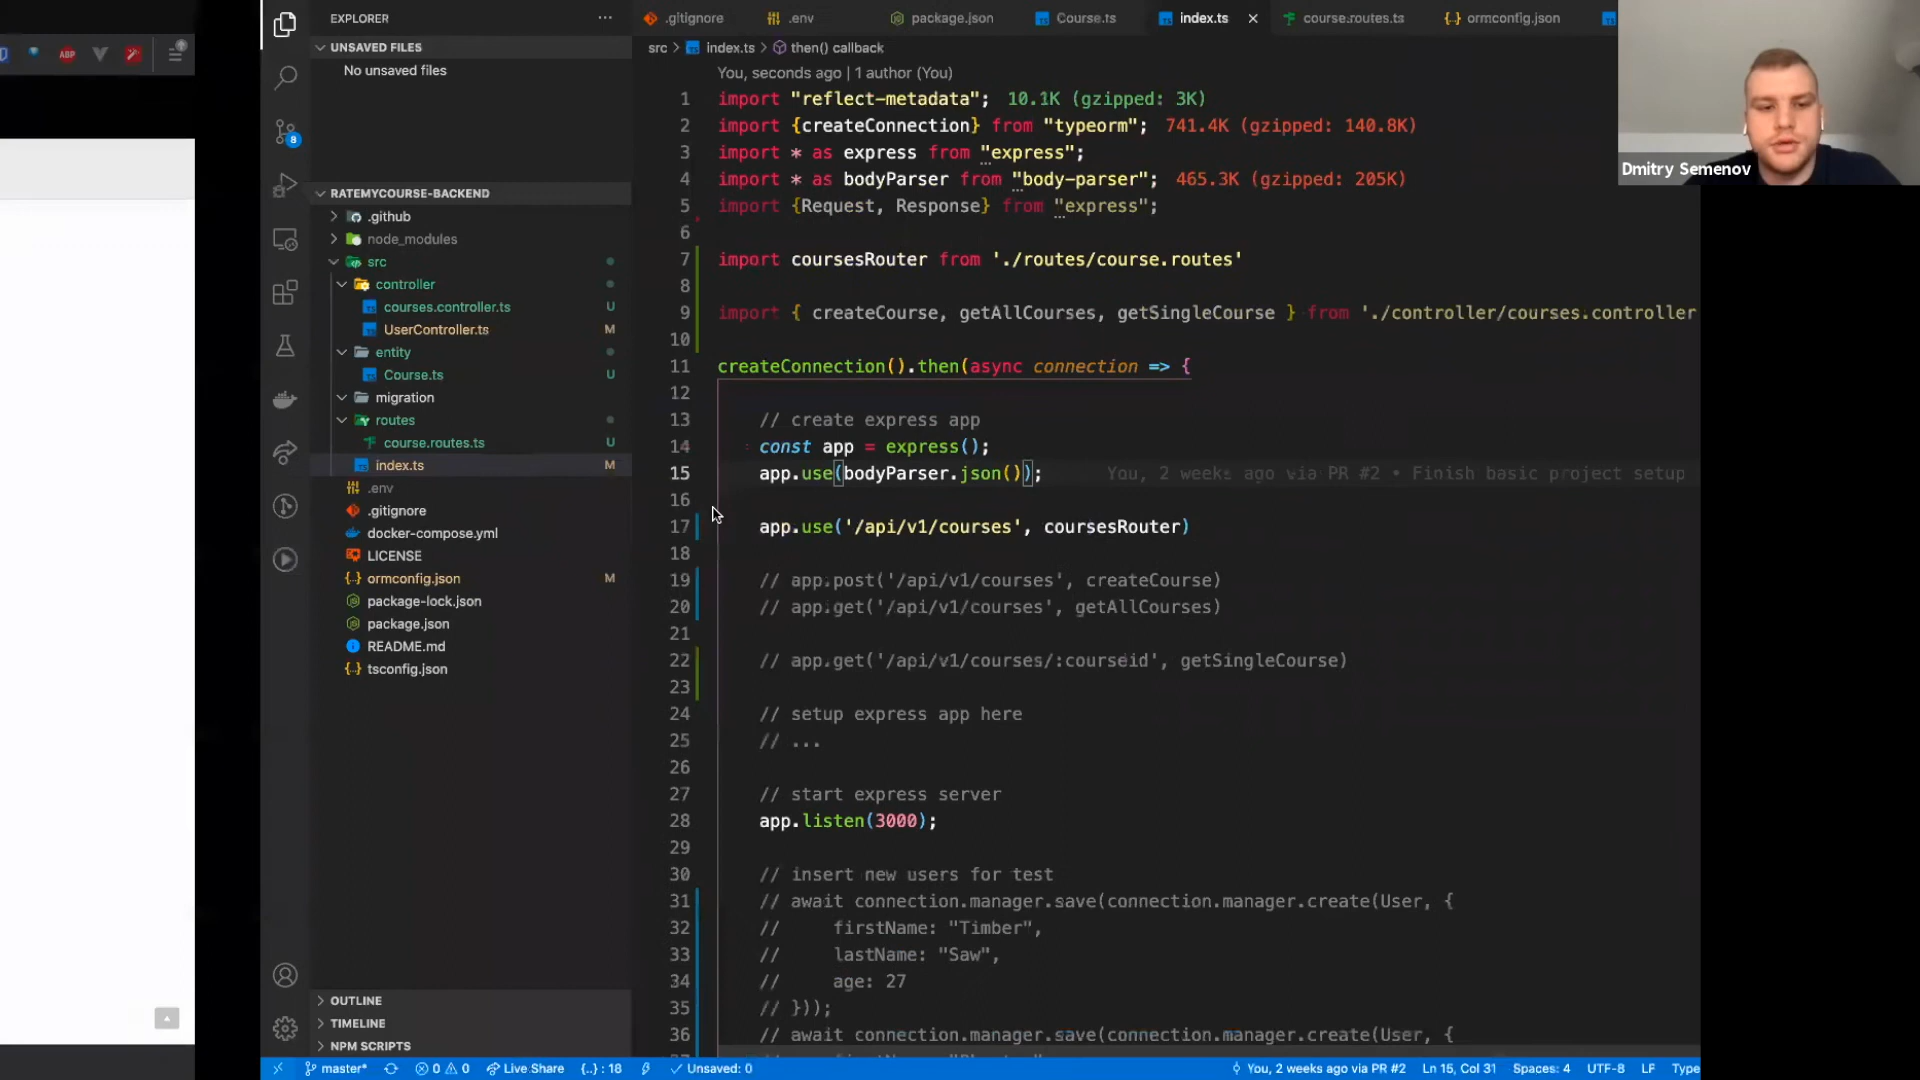 ABP
EXPLORER
UNSAVED FILES
No unsaved files
8
RATEMYCOURSE-BACKEND
.github
node_modules
src
controller
courses.controller.ts U
UserController.ts M
entity
Course.ts U
migration
routes
course.routes.ts U
index.ts M
.env
.gitignore
docker-compose.yml
LICENSE
ormconfig.json M
package-lock.json
package.json
README.md
tsconfig.json
OUTLINE
TIMELINE
NPM SCRIPTS
.gitignore .env package.json Course.ts index.ts course.routes.ts ormconfig.json
src > index.ts > then() callback
You, seconds ago | 1 author (You)
1 import "reflect-metadata"; 10.1K (gzipped: 3K)
2 import {createConnection} from "typeorm"; 741.4K (gzipped: 140.8K)
3 import * as express from "express";
4 import * as bodyParser from "body-parser"; 465.3K (gzipped: 205K)
5 import {Request, Response} from "express";
6
7 import coursesRouter from './routes/course.routes'
8
9 import { createCourse, getAllCourses, getSingleCourse } from './controller/courses.controller
10
11 createConnection().then(async connection => {
12
13 // create express app
14 const app = express();
15 app.use(bodyParser.json()); You, 2 weeks ago via PR #2 • Finish basic project setup
16
17 app.use('/api/v1/courses', coursesRouter)
18
19 // app.post('/api/v1/courses', createCourse)
20 // app.get('/api/v1/courses', getAllCourses)
21
22 // app.get('/api/v1/courses/:courseid', getSingleCourse)
23
24 // setup express app here
25 // ...
26
27 // start express server
28 app.listen(3000);
29
30 // insert new users for test
31 // await connection.manager.save(connection.manager.create(User, {
32 // firstName: "Timber",
33 // lastName: "Saw",
34 // age: 27
35 // }));
36 // await connection.manager.save(connection.manager.create(User, {
Dmitry Semenov
master* 0 0 Live Share {..} : 18 Unsaved: 0 You, 2 weeks ago via PR #2 Ln 15, Col 31 Spaces: 4 UTF-8 LF Type